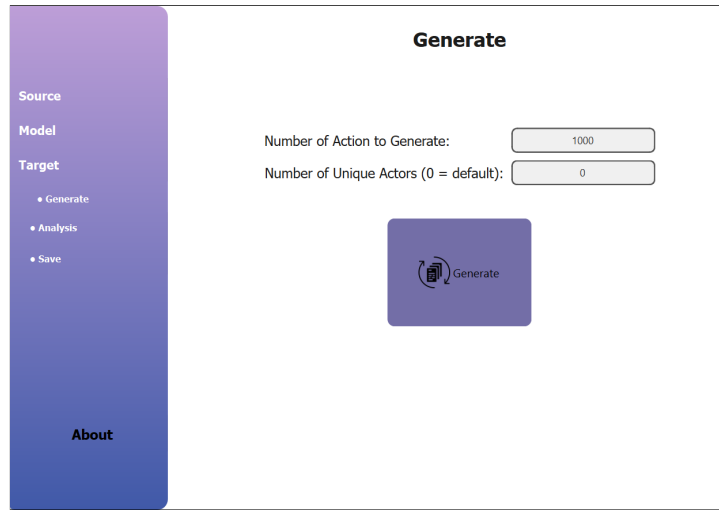 Generate
Source
Model
Target
• Generate
• Analysis
• Save
About
Number of Action to Generate:
1000
Number of Unique Actors (0 = default):
0
Generate